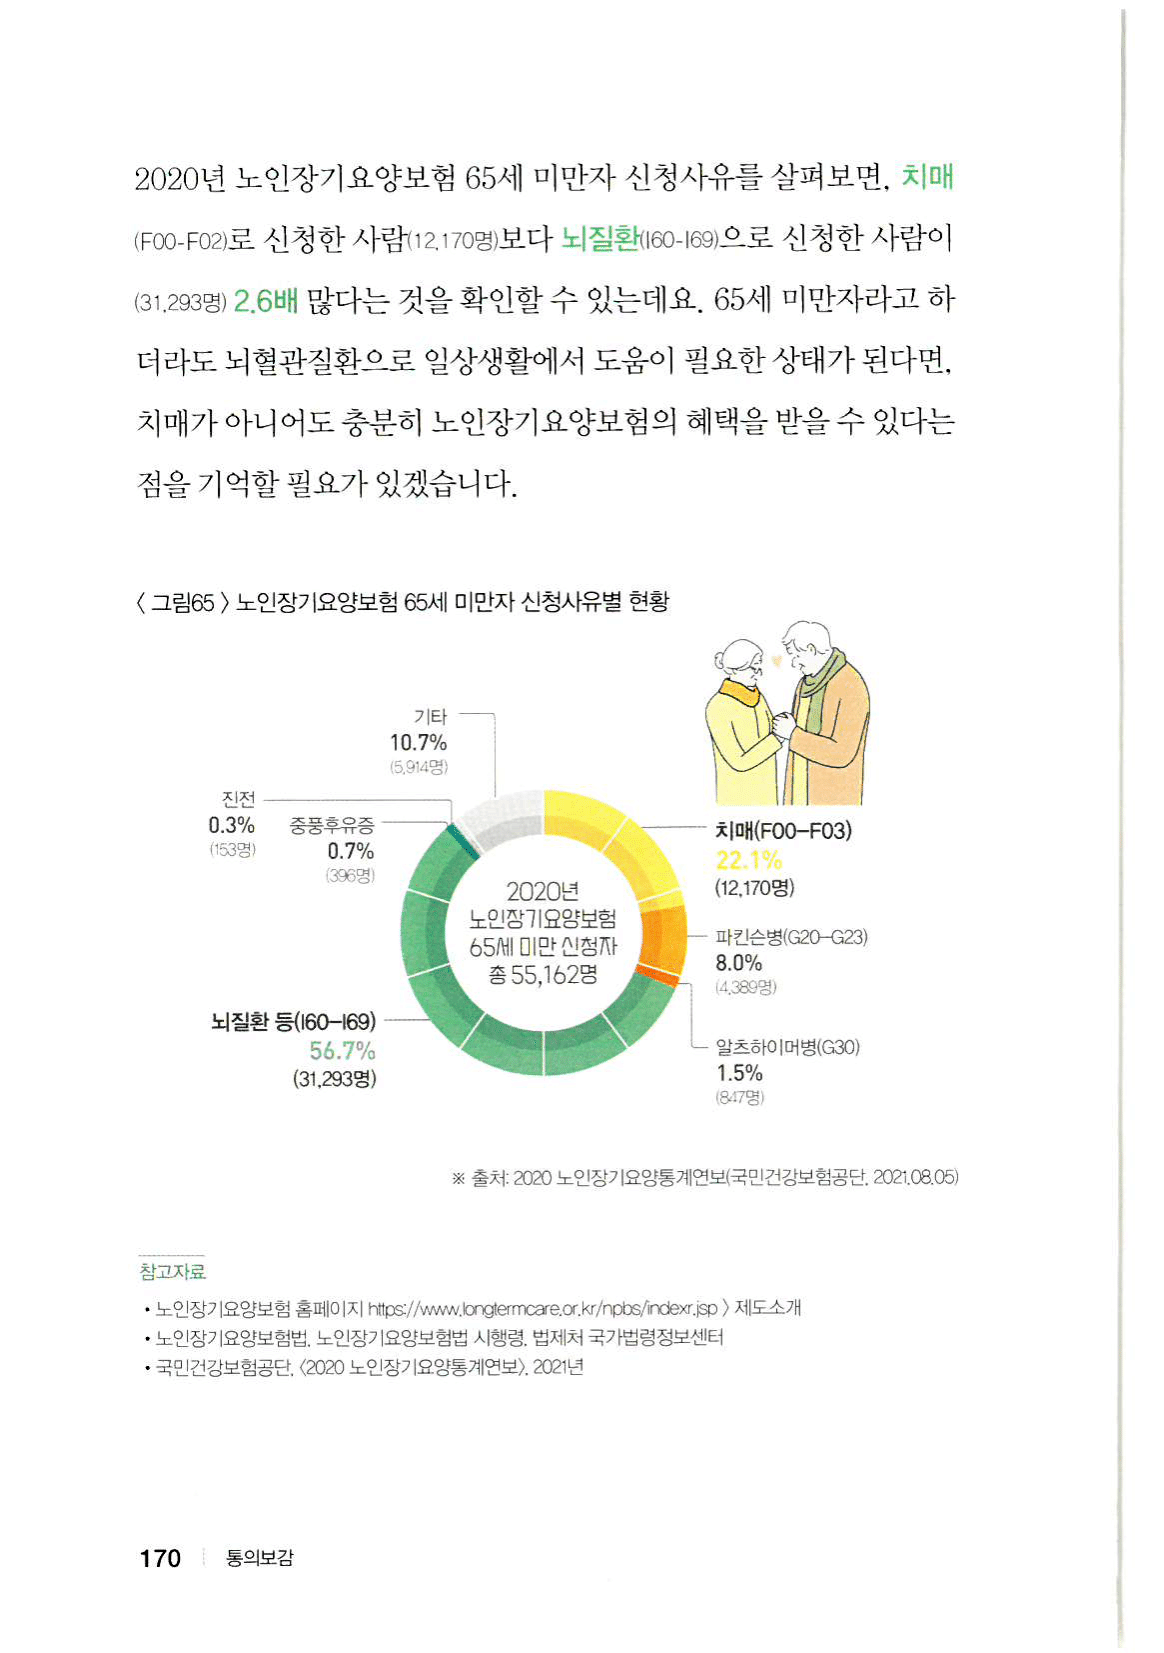 2020년 노인장기요양보험 65세 미만자 신청사유를 살펴보면, 치매
(F00-F02)로 신청한 사람(12,170명)보다 뇌질환(I60-I69)으로 신청한 사람이
(31,293명) 2.6배 많다는 것을 확인할 수 있는데요. 65세 미만자라고 하
더라도 뇌혈관질환으로 일상생활에서 도움이 필요한 상태가 된다면,
치매가 아니어도 충분히 노인장기요양보험의 혜택을 받을 수 있다는
점을 기억할 필요가 있겠습니다.
〈 그림65 〉 노인장기요양보험 65세 미만자 신청사유별 현황
기타
10.7%
(5,914명)
진전
0.3%
(153명)
중풍후유증
0.7%
(396명)
치매(F00-F03)
22.1%
(12,170명)
2020년
노인장기요양보험
65세 미만 신청자
총 55,162명
파킨슨병(G20-G23)
8.0%
(4,389명)
뇌질환 등(I60-I69)
56.7%
(31,293명)
알츠하이머병(G30)
1.5%
(847명)
※ 출처: 2020 노인장기요양통계연보(국민건강보험공단, 2021.08.05)
참고자료
• 노인장기요양보험 홈페이지 https://www.longtermcare.or.kr/npbs/indexr.jsp 〉 제도소개
• 노인장기요양보험법, 노인장기요양보험법 시행령, 법제처 국가법령정보센터
• 국민건강보험공단, 〈2020 노인장기요양통계연보〉, 2021년
170 통의보감